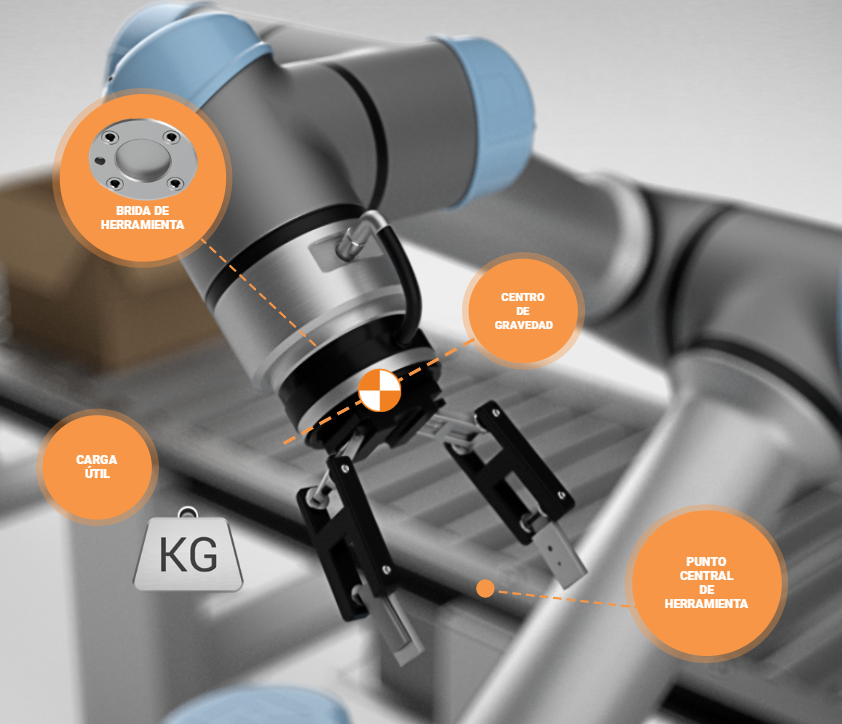 BRIDA DE
HERRAMIENTA
CENTRO
DE
GRAVEDAD
CARGA
ÚTIL
KG
PUNTO
CENTRAL
DE
HERRAMIENTA